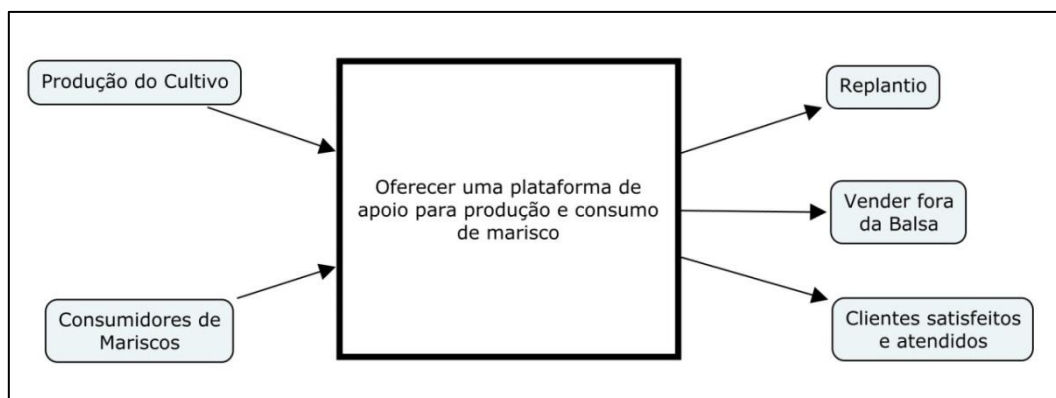 Produção do Cultivo
Consumidores de
Mariscos
Oferecer uma plataforma de
apoio para produção e consumo
de marisco
Replantio
Vender fora
da Balsa
Clientes satisfeitos
e atendidos